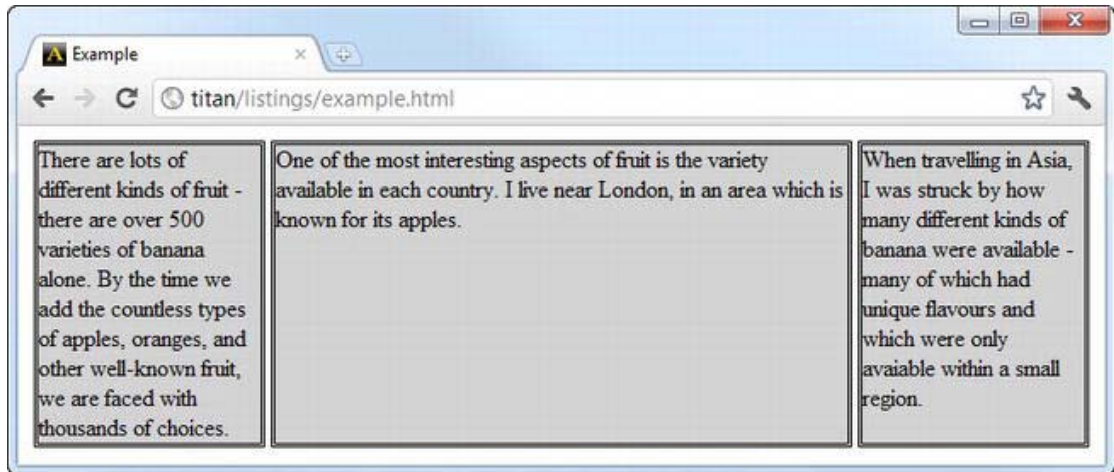 Example
titan/listings/example.html
There are lots of
different kinds of fruit -
there are over 500
varieties of banana
alone. By the time we
add the countless types
of apples, oranges, and
other well-known fruit,
we are faced with
thousands of choices.
One of the most interesting aspects of fruit is the variety
available in each country. I live near London, in an area which is
known for its apples.
When travelling in Asia,
I was struck by how
many different kinds of
banana were available -
many of which had
unique flavours and
which were only
avaiable within a small
region.